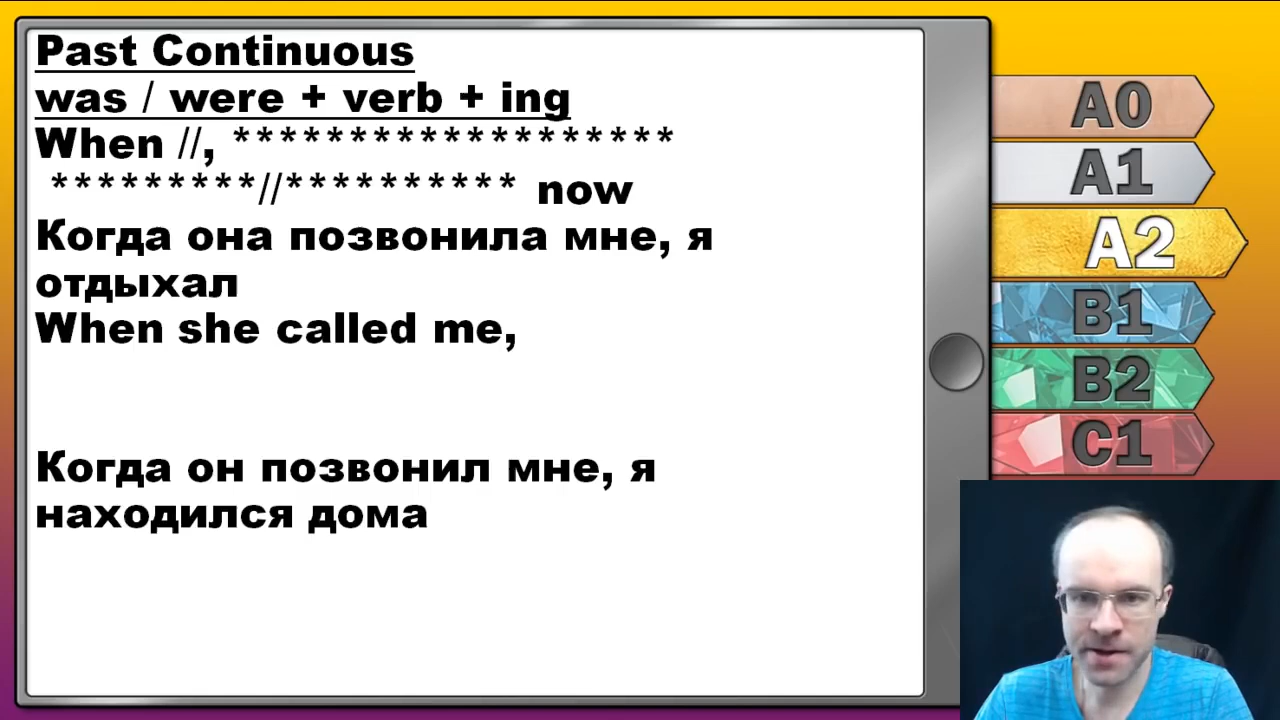 Past Continuous
was / were + verb + ing
When //, *******************
*********//********** now
Когда она позвонила мне, я
отдыхал
When she called me,
Когда он позвонил мне, я
находился дома
A0
A1
A2
B1
B2
C1